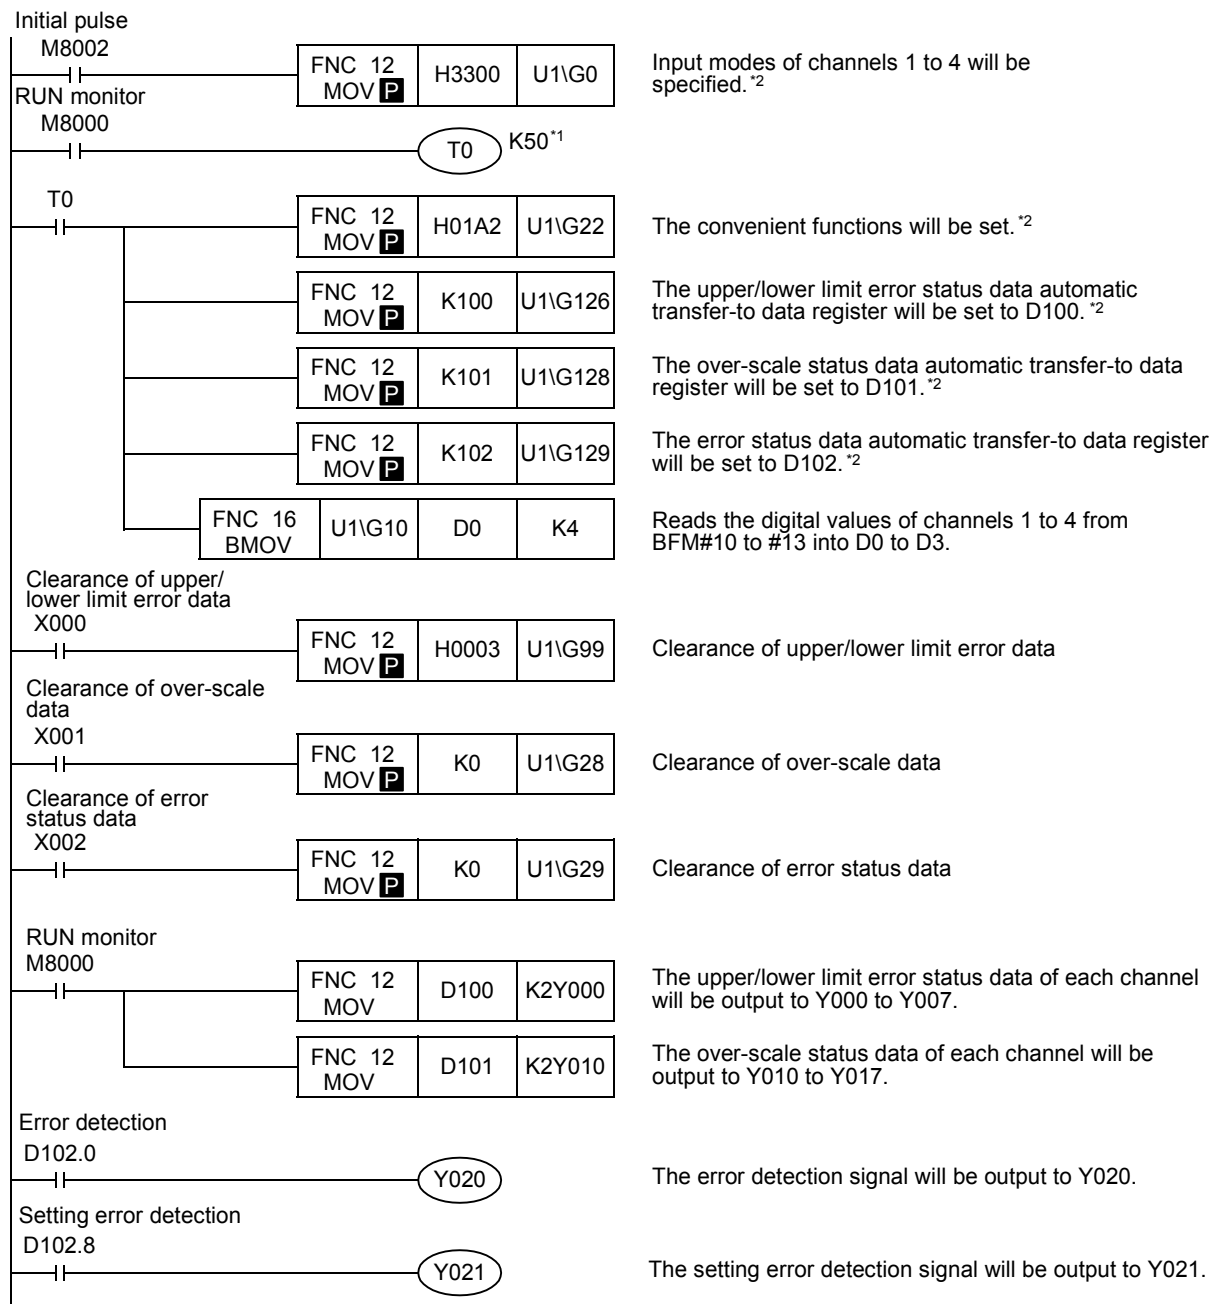 Initial pulse
M8002
FNC 12
MOV P
H3300
U1\G0
Input modes of channels 1 to 4 will be
specified.*2
RUN monitor
M8000
T0
K50*1
T0
FNC 12
MOV P
H01A2
U1\G22
The convenient functions will be set.*2
FNC 12
MOV P
K100
U1\G126
The upper/lower limit error status data automatic
transfer-to data register will be set to D100. *2
FNC 12
MOV P
K101
U1\G128
The over-scale status data automatic transfer-to data
register will be set to D101.*2
FNC 12
MOV P
K102
U1\G129
The error status data automatic transfer-to data register
will be set to D102.*2
FNC 16
BMOV
U1\G10
D0
K4
Reads the digital values of channels 1 to 4 from
BFM#10 to #13 into D0 to D3.
Clearance of upper/
lower limit error data
X000
FNC 12
MOV P
H0003
U1\G99
Clearance of upper/lower limit error data
Clearance of over-scale
data
X001
FNC 12
MOV P
K0
U1\G28
Clearance of over-scale data
Clearance of error
status data
X002
FNC 12
MOV P
K0
U1\G29
Clearance of error status data
RUN monitor
M8000
FNC 12
MOV
D100
K2Y000
The upper/lower limit error status data of each channel
will be output to Y000 to Y007.
FNC 12
MOV
D101
K2Y010
The over-scale status data of each channel will be
output to Y010 to Y017.
Error detection
D102.0
Y020
The error detection signal will be output to Y020.
Setting error detection
D102.8
Y021
The setting error detection signal will be output to Y021.